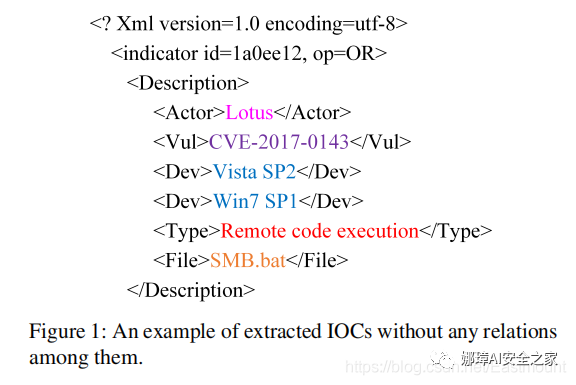 <? Xml version=1.0 encoding=utf-8>
<indicator id=1a0ee12, op=OR>
<Description>
<Actor>Lotus</Actor>
<Vul>CVE-2017-0143</Vul>
<Dev>Vista SP2</Dev>
<Dev>Win7 SP1</Dev>
<Type>Remote code execution</Type>
<File>SMB.bat</File>
</Description>
Figure 1: An example of extracted IOCs without any relations
among them.
https://blog.csdn.net/Eastmount
娜璋AI安全之家